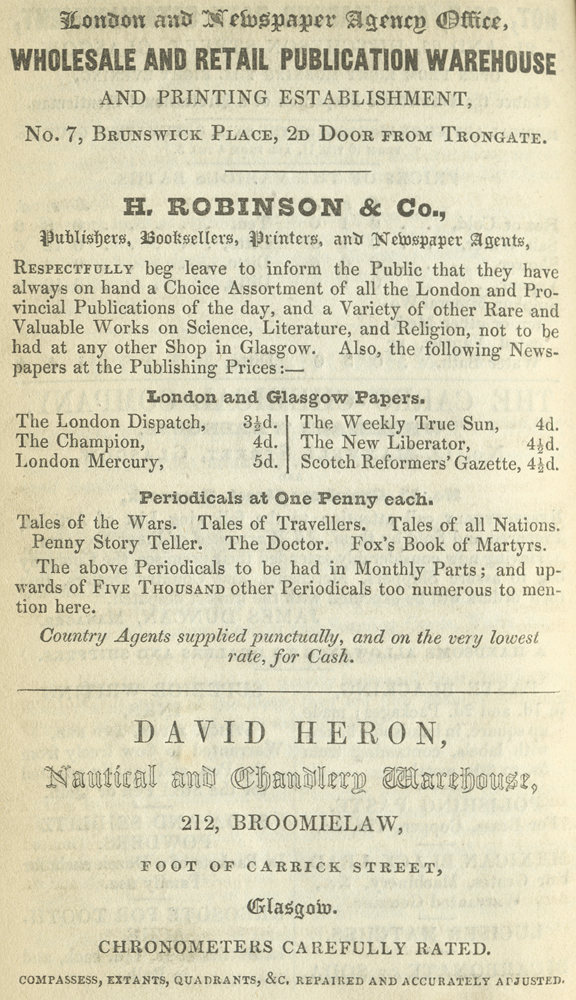 London and Newspaper Agency Office,
WHOLESALE AND RETAIL PUBLICATION WAREHOUSE
AND PRINTING ESTABLISHMENT,
No. 7, BRUNSWICK PLACE, 2D DOOR FROM TRONGATE.
H. ROBINSON & Co.,
Publishers, Booksellers, Printers, and Newspaper Agents,
RESPECTFULLY beg leave to inform the Public that they have
always on hand a Choice Assortment of all the London and Pro-
vincial Publications of the day, and a Variety of other Rare and
Valuable Works on Science, Literature, and Religion, not to be
had at any other Shop in Glasgow. Also, the following News-
papers at the Publishing Prices:—
London and Glasgow Papers.
The London Dispatch, 3½d.
The Champion, 4d.
London Mercury, 5d.
The Weekly True Sun, 4d.
The New Liberator, 4½d.
Scotch Reformers' Gazette, 4½d.
Periodicals at One Penny each.
Tales of the Wars. Tales of Travellers. Tales of all Nations.
Penny Story Teller. The Doctor. Fox's Book of Martyrs.
The above Periodicals to be had in Monthly Parts; and up-
wards of FIVE THOUSAND other Periodicals too numerous to men-
tion here.
Country Agents supplied punctually, and on the very lowest
rate, for Cash.
DAVID HERON,
Nautical and Chandlery Warehouse,
212, BROOMIELAW,
FOOT OF CARRICK STREET,
Glasgow.
CHRONOMETERS CAREFULLY RATED.
COMPASSESS, EXTANTS, QUADRANTS, &C. REPAIRED AND ACCURATELY ADJUSTED.